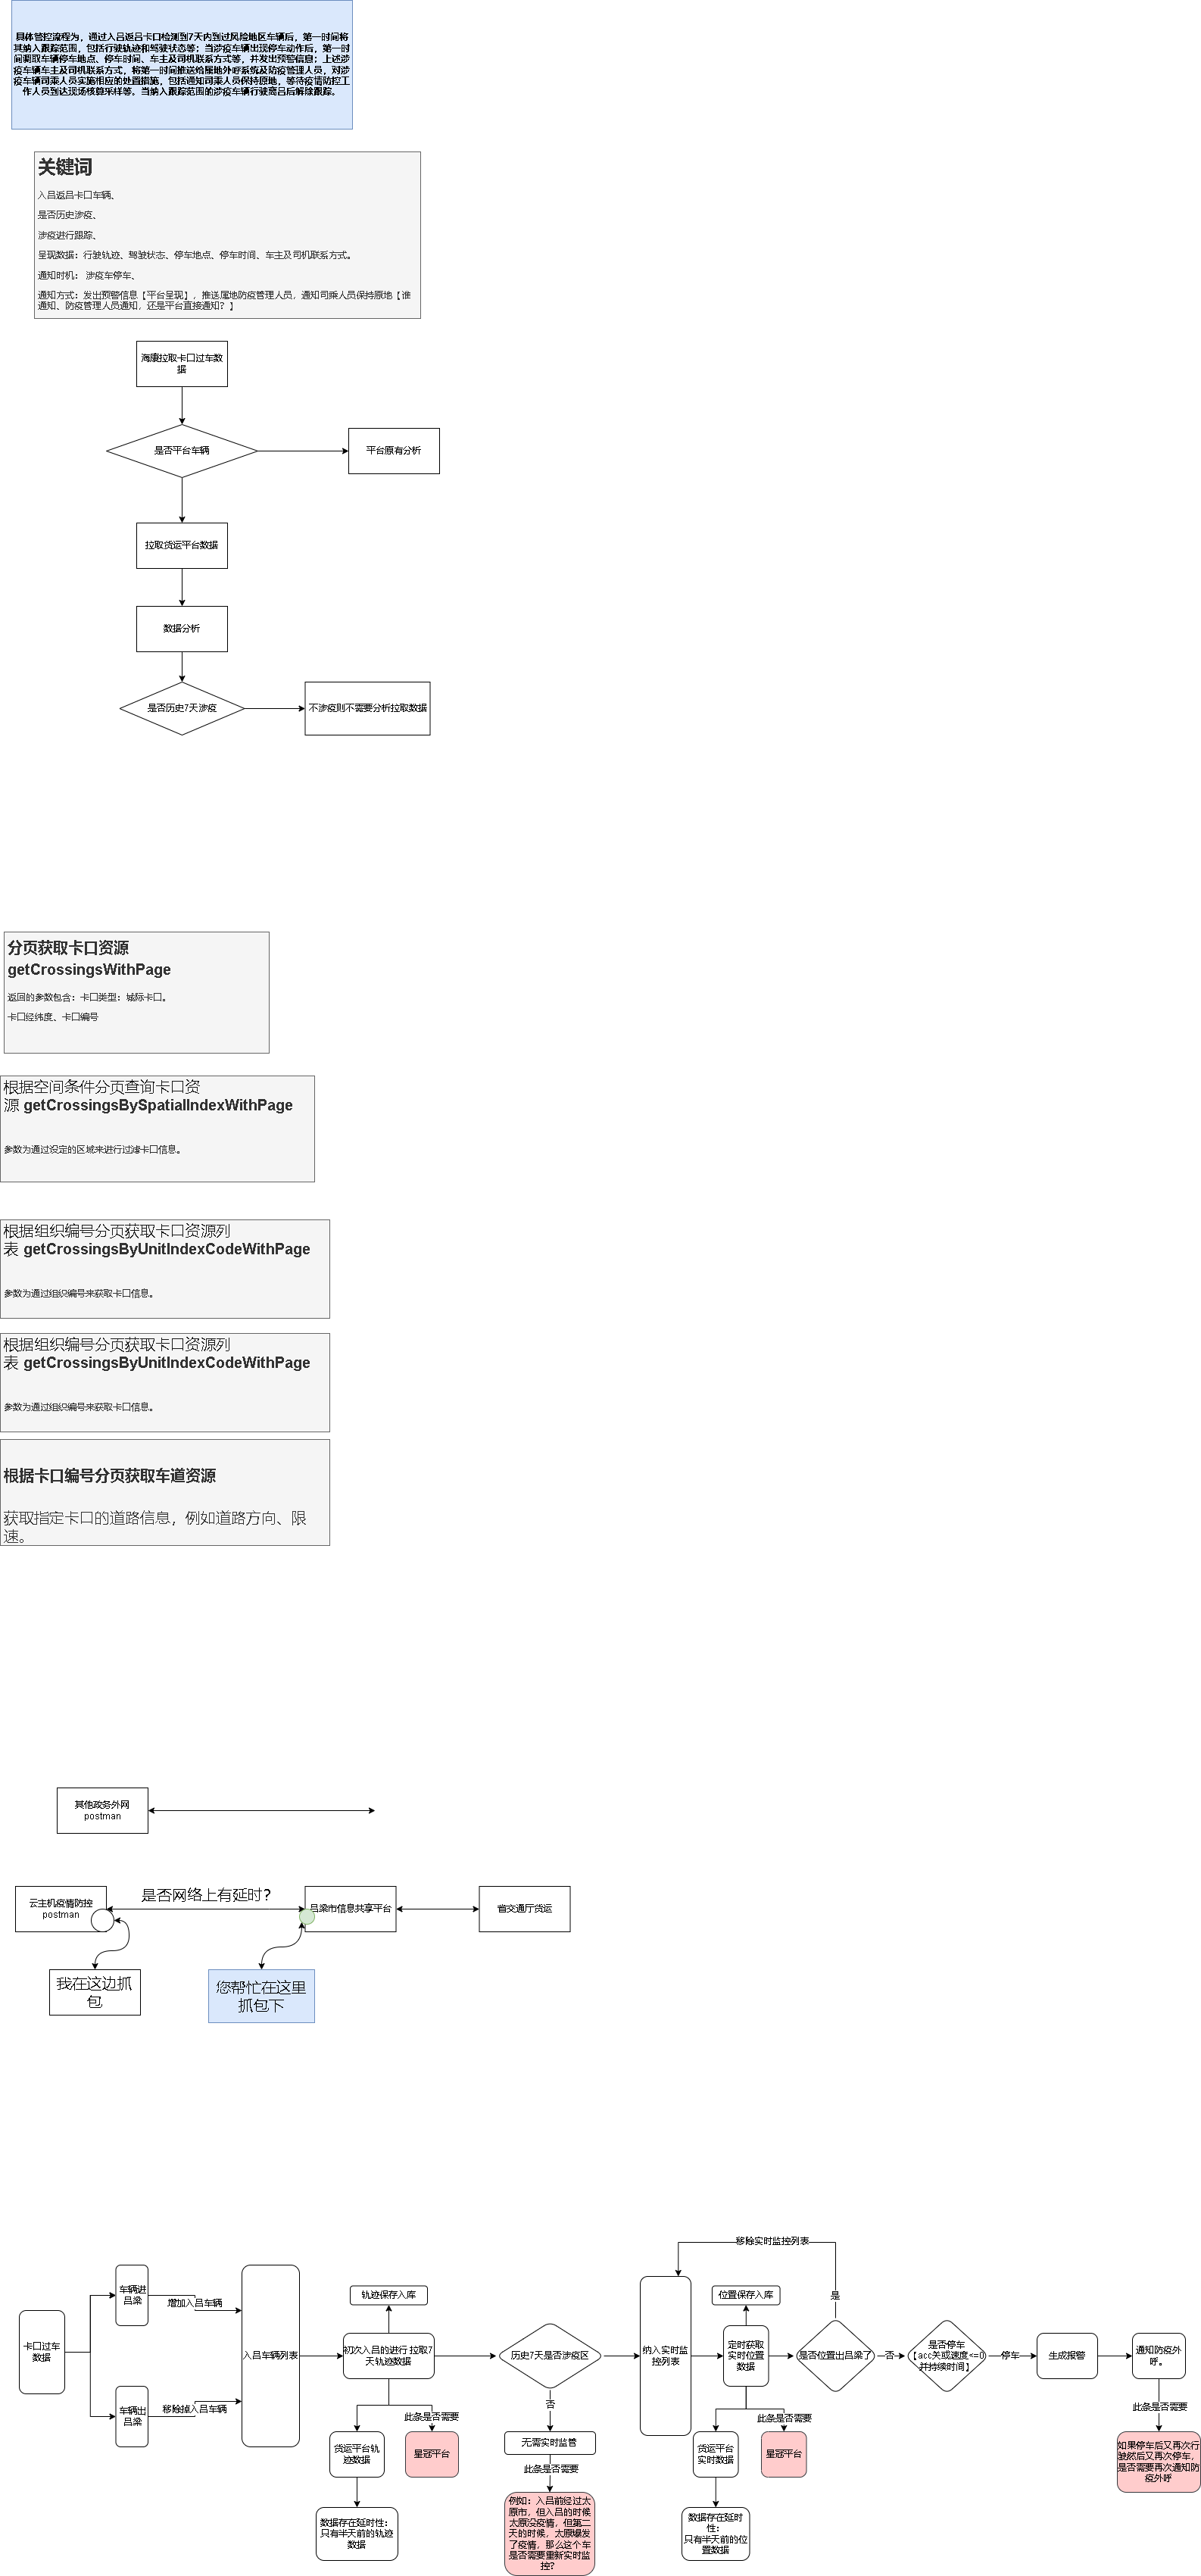 具体管控流程为，通过入吕返吕卡口检测到7天内到过风险地区车辆后，第一时间将
其纳入跟踪范围，包括行驶轨迹和驾驶状态等；当涉疫车辆出现停车动作后，第一时
间调取车辆停车地点、停车时间、车主及司机联系方式等，并发出预警信息；上述涉
疫车辆车主及司机联系方式，将第一时间推送给属地外呼系统及防疫管理人员，对涉
疫车辆司乘人员实施相应的处置措施，包括通知司乘人员保持原地，等待疫情防控工
作人员到达现场核算采样等。当纳入跟踪范围的涉疫车辆行驶离吕后解除跟踪。
关键词
入吕返吕卡口车辆、
是否历史涉疫、
涉疫进行跟踪、
呈现数据：行驶轨迹、驾驶状态、停车地点、停车时间、车主及司机联系方式。
通知时机： 涉疫车停车、
通知方式：发出预警信息【平台呈现】，推送属地防疫管理人员，通知司乘人员保持原地【谁
通知、防疫管理人员通知，还是平台直接通知？】
海康拉取卡口过车数
据
是否平台车辆
平台原有分析
拉取货运平台数据
数据分析
是否历史7天涉疫
不涉疫则不需要分析拉取数据
分页获取卡口资源
getCrossingsWithPage
返回的参数包含：卡口类型：城际卡口。
卡口经纬度、卡口编号
根据空间条件分页查询卡口资
源 getCrossingsBySpatialIndexWithPage
参数为通过设定的区域来进行过滤卡口信息。
根据组织编号分页获取卡口资源列
表 getCrossingsByUnitIndexCodeWithPage
参数为通过组织编号来获取卡口信息。
根据组织编号分页获取卡口资源列
表 getCrossingsByUnitIndexCodeWithPage
参数为通过组织编号来获取卡口信息。
根据卡口编号分页获取车道资源
获取指定卡口的道路信息，例如道路方向、限
速。
其他政务外网
postman
云主机疫情防控
postman
是否网络上有延时？
吕梁市信息共享平台
省交通厅货运
我在这边抓
包
您帮忙在这里
抓包下
卡口过车
数据
车辆进
吕梁
增加入吕车辆
车辆出
吕梁
移除掉入吕车辆
入吕车辆列表
轨迹保存入库
初次入吕的进行 拉取7
天轨迹数据
此条是否需要
货运平台轨
迹数据
星冠平台
数据存在延时性：
只有半天前的轨迹
数据
历史7天是否涉疫区
否
无需实时监管
此条是否需要
例如：入吕前经过太
原市，但入吕的时候
太原没疫情，但第二
天的时候，太原爆发
了疫情，那么这个车
是否需要重新实时监
控？
移除实时监控列表
纳入实时监
控列表
位置保存入库
定时获取
实时位置
数据
此条是否需要
货运平台
实时数据
星冠平台
数据存在延时
性：
只有半天前的位
置数据
是
是否位置出吕梁了
否
是否停车
【acc关或速度<=0
并持续时间】
停车
生成报警
通知防疫外
呼。
此条是否需要
如果停车后又再次行
驶然后又再次停车，
是否需要再次通知防
疫外呼